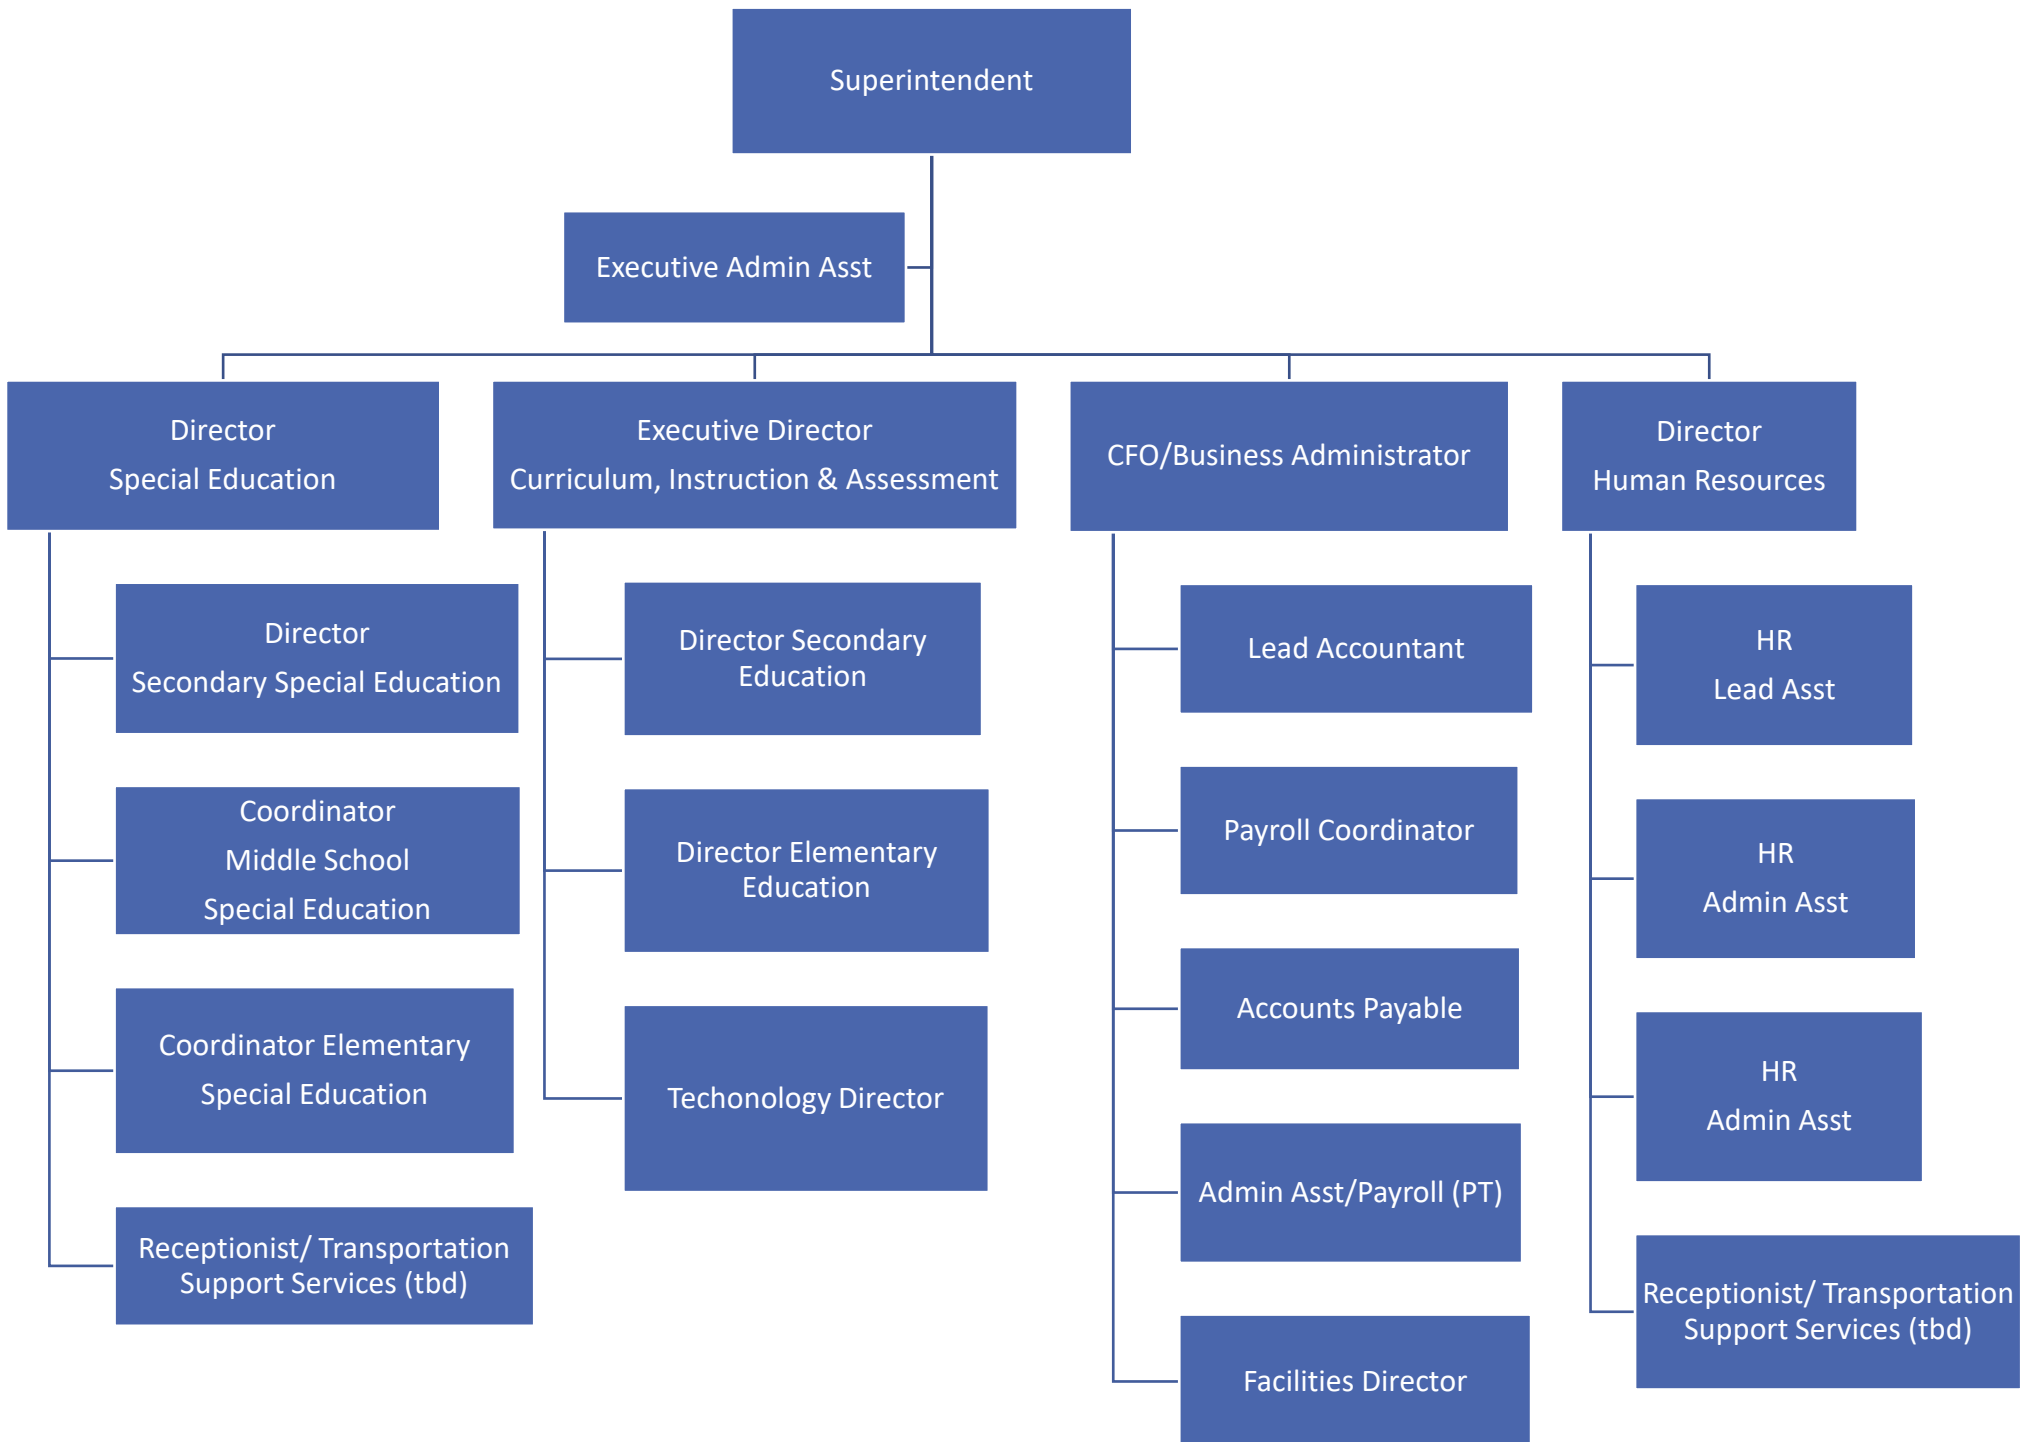 Superintendent
Executive Admin Asst
Director
Special Education
Executive Director
Curriculum, Instruction & Assessment
CFO/Business Administrator
Director
Human Resources
Director
Secondary Special Education
Coordinator
Middle School
Special Education
Coordinator Elementary
Special Education
Receptionist/ Transportation
Support Services (tbd)
Director Secondary
Education
Director Elementary
Education
Techonology Director
Lead Accountant
Payroll Coordinator
Accounts Payable
Admin Asst/Payroll (PT)
Facilities Director
HR
Lead Asst
HR
Admin Asst
HR
Admin Asst
Receptionist/ Transportation
Support Services (tbd)